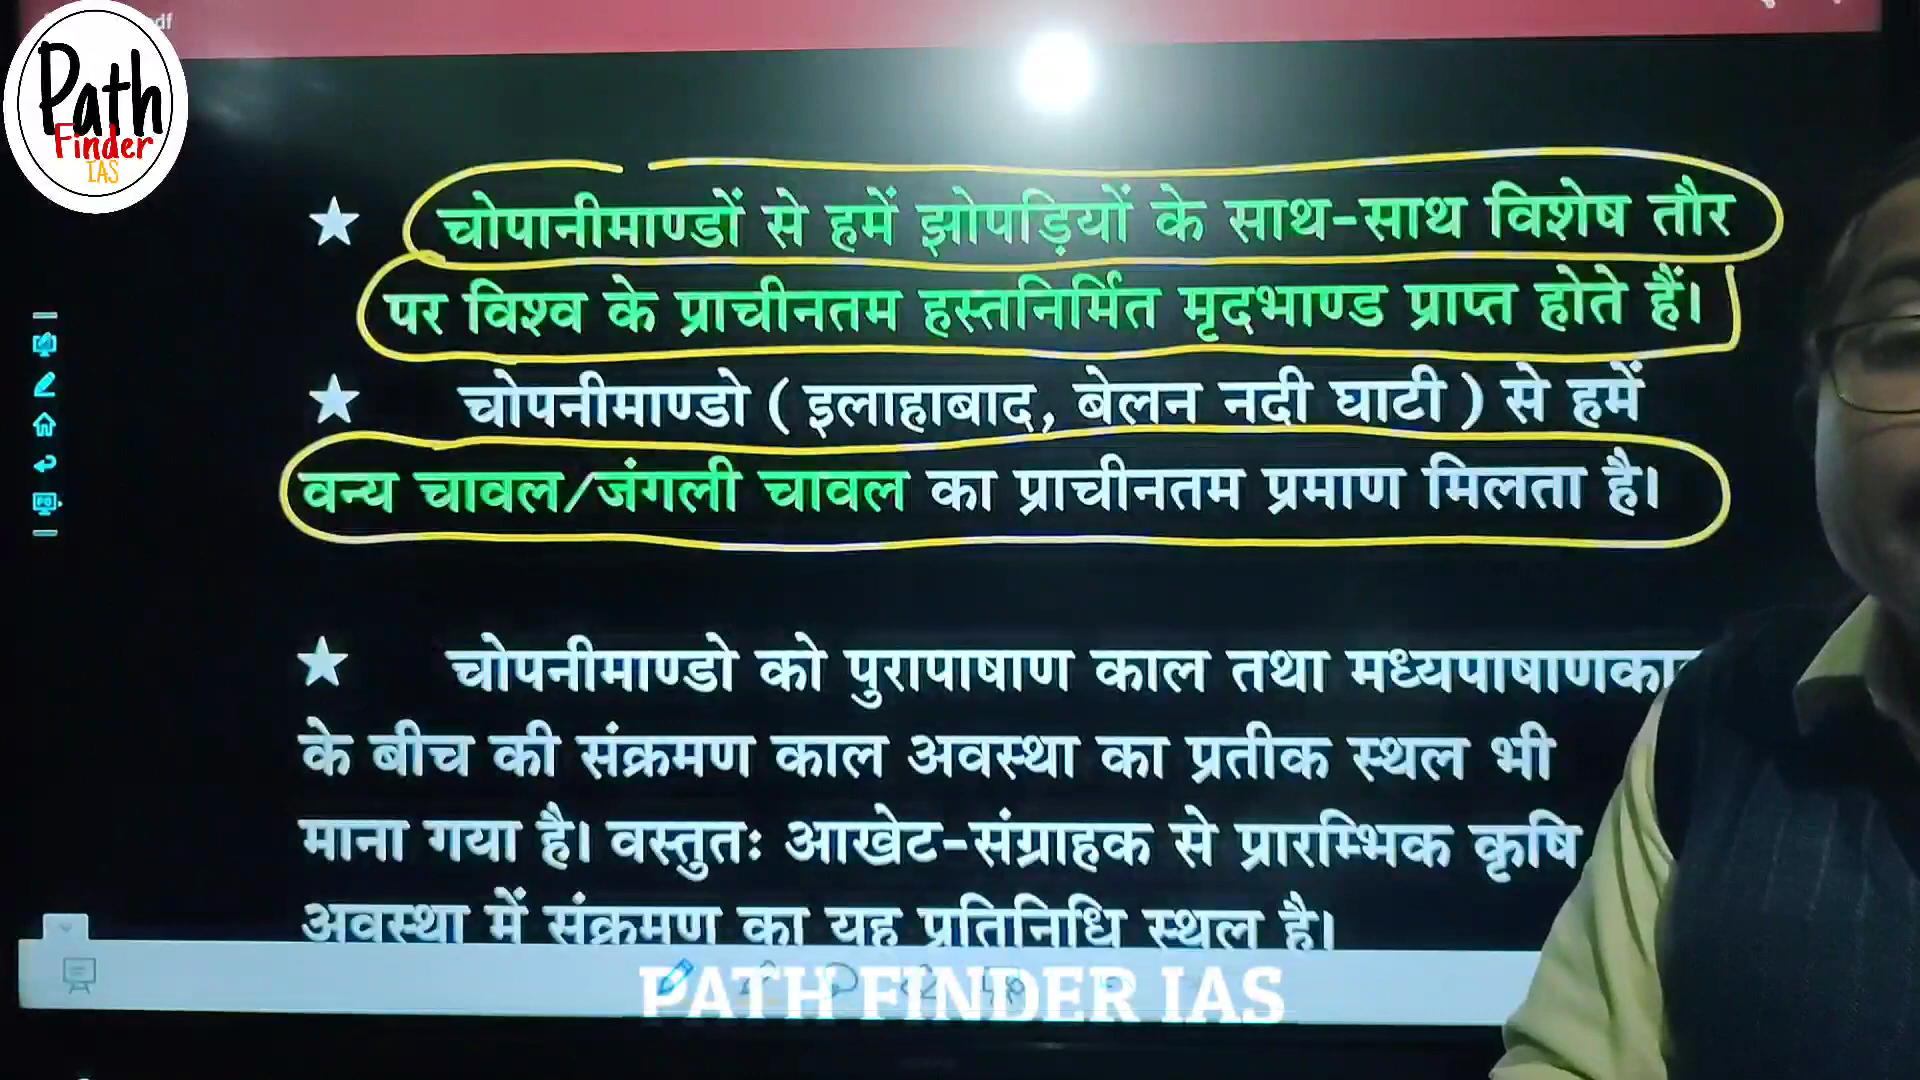 df
Path
Finder
IAS
★ चोपानीमाण्डों से हमें झोपड़ियों के साथ-साथ विशेष तौर
पर विश्व के प्राचीनतम हस्तनिर्मित मृदभाण्ड प्राप्त होते हैं।
★ चोपनीमाण्डो ( इलाहाबाद, बेलन नदी घाटी ) से हमें
वन्य चावल/जंगली चावल का प्राचीनतम प्रमाण मिलता है।
★ चोपनीमाण्डो को पुरापाषाण काल तथा मध्यपाषाणका
के बीच की संक्रमण काल अवस्था का प्रतीक स्थल भी
माना गया है। वस्तुतः आखेट-संग्राहक से प्रारम्भिक कृषि
अवस्था में संक्रमण का यह प्रतिनिधि स्थल है।
PATH FINDER IAS